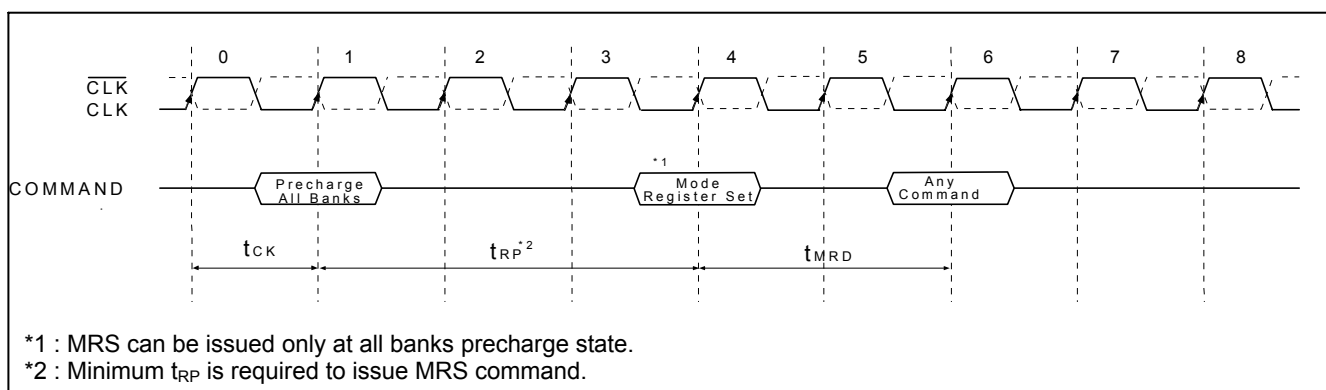 0 1 2 3 4 5 6 7 8
CLK
CLK
COMMAND
Precharge
All Banks
*1
Mode
Register Set
Any
Command
tCK
tRP*2
tMRD
*1 : MRS can be issued only at all banks precharge state.
*2 : Minimum tRP is required to issue MRS command.